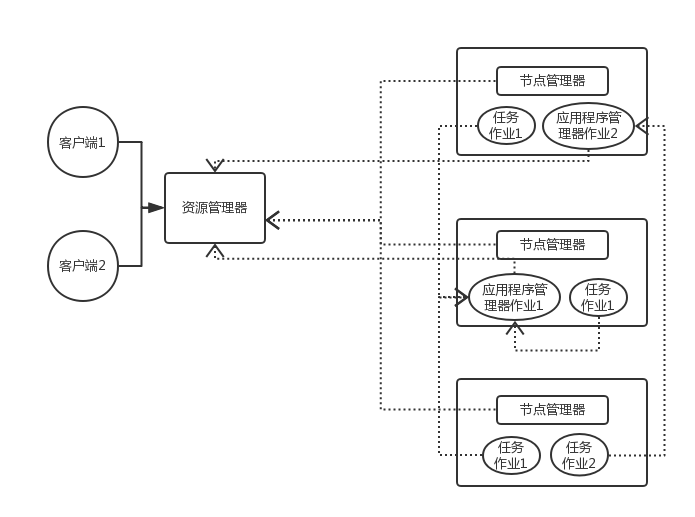 客户端1
客户端2
资源管理器
节点管理器
任务
作业1
应用程序管
理器作业2
节点管理器
应用程序管
理器作业1
任务
作业1
节点管理器
任务
作业1
任务
作业2